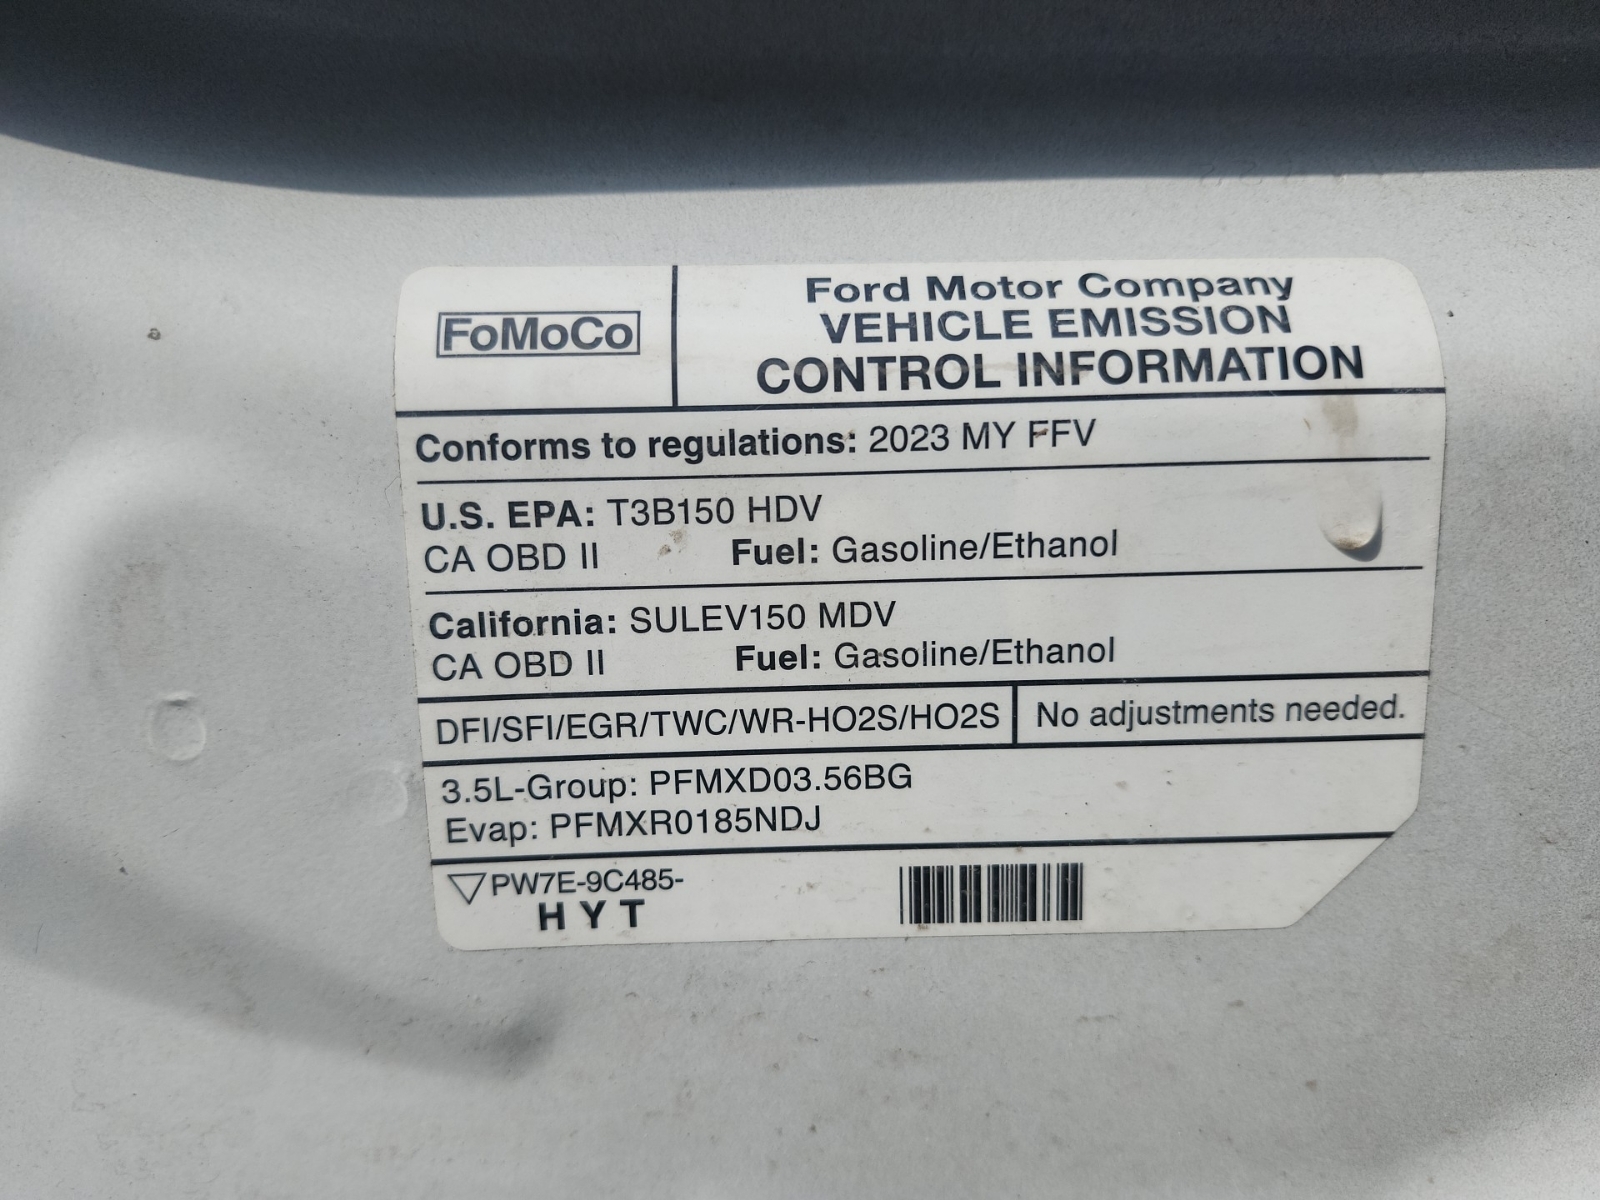 FoMoCo
Ford Motor Company
VEHICLE EMISSION
CONTROL INFORMATION
Conforms to regulations: 2023 MY FFV
U.S. EPA: T3B150 HDV
CA OBD II Fuel: Gasoline/Ethanol
California: SULEV150 MDV
CA OBD II Fuel: Gasoline/Ethanol
DFI/SFI/EGR/TWC/WR-HO2S/HO2S No adjustments needed.
3.5L-Group: PFMXD03.56BG
Evap: PFMXR0185NDJ
PW7E-9C485-
HYT